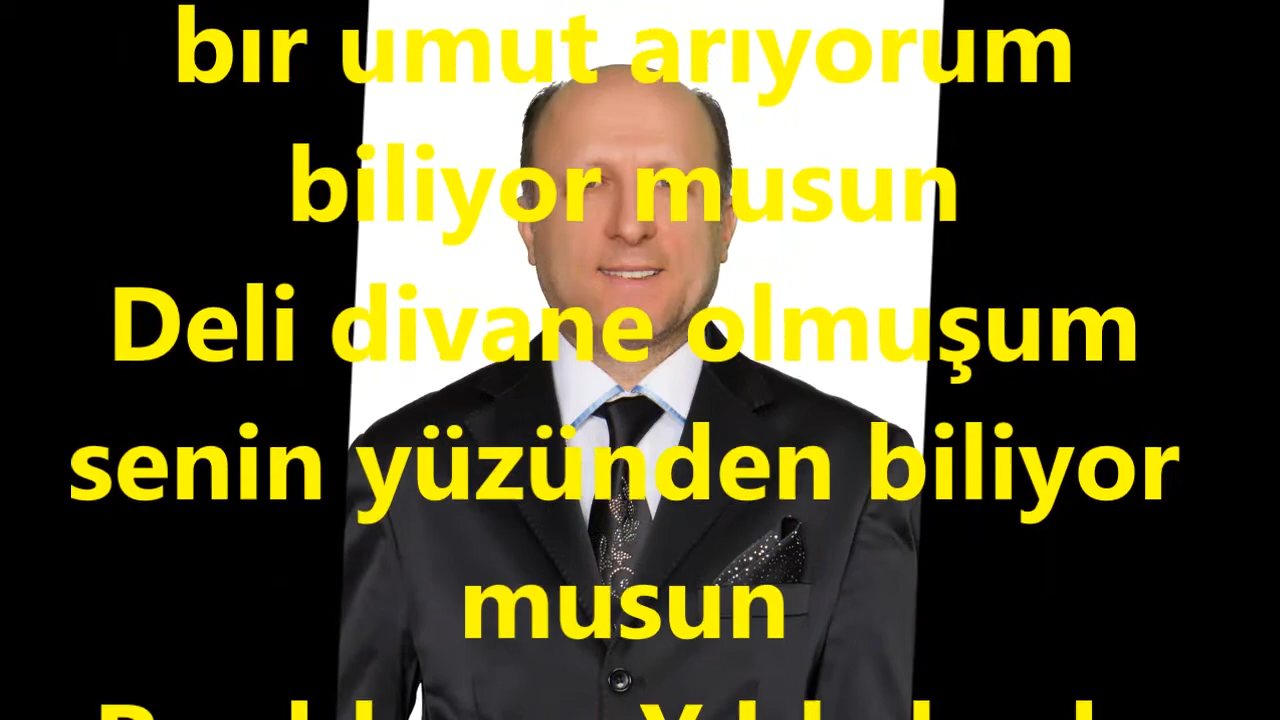 bır umut arıyorum
biliyor musun
Deli divane olmuşum
senin yüzünden biliyor
musun